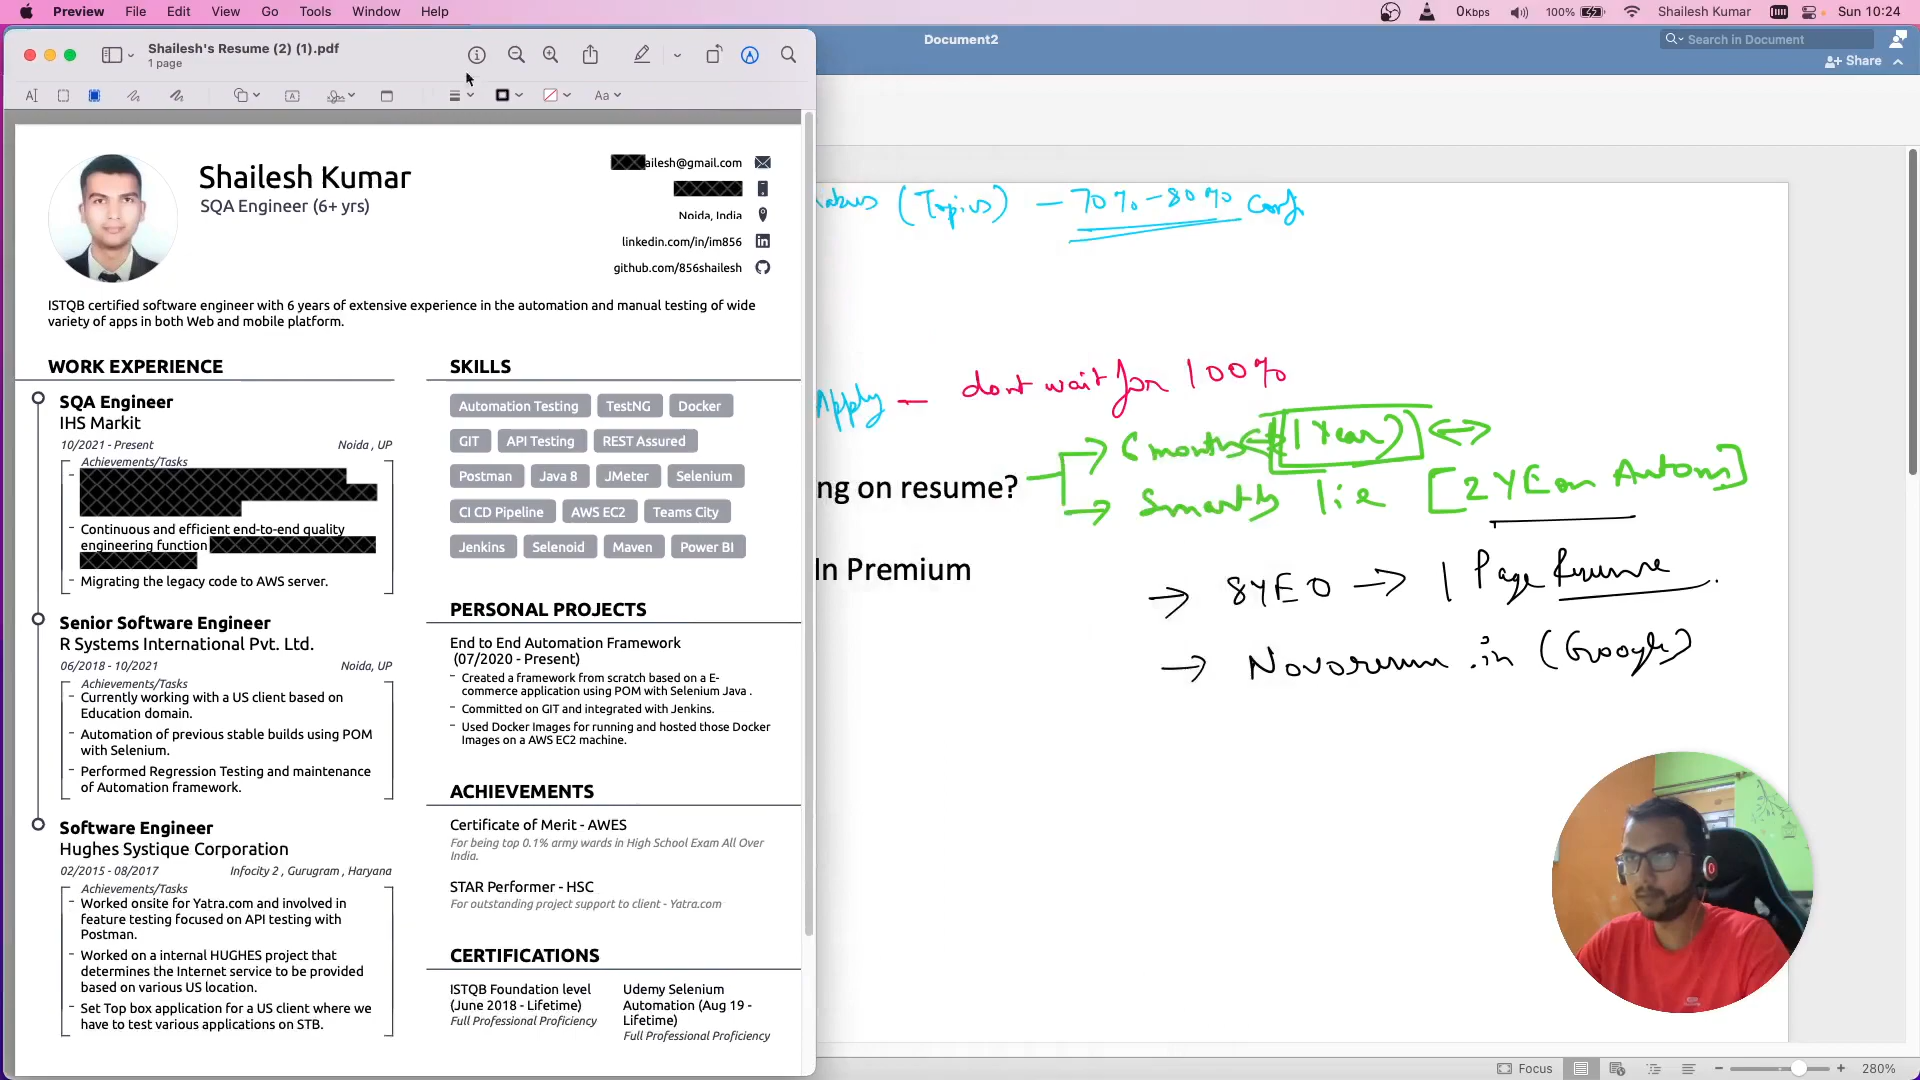 Preview File Edit View Go Tools Window Help
0Kbps 100% Shailesh Kumar Sun 10:24
Shailesh's Resume (2) (1).pdf
1 page
Aa
Document2
Search in Document
Share
Shailesh Kumar
SQA Engineer (6+ yrs)
ailesh@gmail.com
Noida, India
linkedin.com/in/im856
github.com/856shailesh
ISTQB certified software engineer with 6 years of extensive experience in the automation and manual testing of wide
variety of apps in both Web and mobile platform.
WORK EXPERIENCE
SQA Engineer
IHS Markit
10/2021 - Present Noida , UP
Achievements/Tasks
- Continuous and efficient end-to-end quality
engineering function
- Migrating the legacy code to AWS server.
Senior Software Engineer
R Systems International Pvt. Ltd.
06/2018 - 10/2021 Noida, UP
Achievements/Tasks
- Currently working with a US client based on
Education domain.
- Automation of previous stable builds using POM
with Selenium.
- Performed Regression Testing and maintenance
of Automation framework.
Software Engineer
Hughes Systique Corporation
02/2015 - 08/2017 Infocity 2 , Gurugram , Haryana
Achievements/Tasks
- Worked onsite for Yatra.com and involved in
feature testing focused on API testing with
Postman.
- Worked on a internal HUGHES project that
determines the Internet service to be provided
based on various US location.
- Set Top box application for a US client where we
have to test various applications on STB.
SKILLS
Automation Testing TestNG Docker
GIT API Testing REST Assured
Postman Java 8 JMeter Selenium
CI CD Pipeline AWS EC2 Teams City
Jenkins Selenoid Maven Power BI
PERSONAL PROJECTS
End to End Automation Framework
(07/2020 - Present)
- Created a framework from scratch based on a E-
commerce application using POM with Selenium Java .
- Committed on GIT and integrated with Jenkins.
- Used Docker Images for running and hosted those Docker
Images on a AWS EC2 machine.
ACHIEVEMENTS
Certificate of Merit - AWES
For being top 0.1% army wards in High School Exam All Over
India.
STAR Performer - HSC
For outstanding project support to client - Yatra.com
CERTIFICATIONS
ISTQB Foundation level
(June 2018 - Lifetime)
Full Professional Proficiency
Udemy Selenium
Automation (Aug 19 -
Lifetime)
Full Professional Proficiency
(Topics) — 70% - 80% Conf
Apply — dont wait for 100%
→ 6 months 1 Year) ↔
ng on resume?
→ Smartly lie [2 YE on Autom]
In Premium
→ 8YEO → 1 Page Resume .
→ Novoresume .in (Google)
Focus 280%